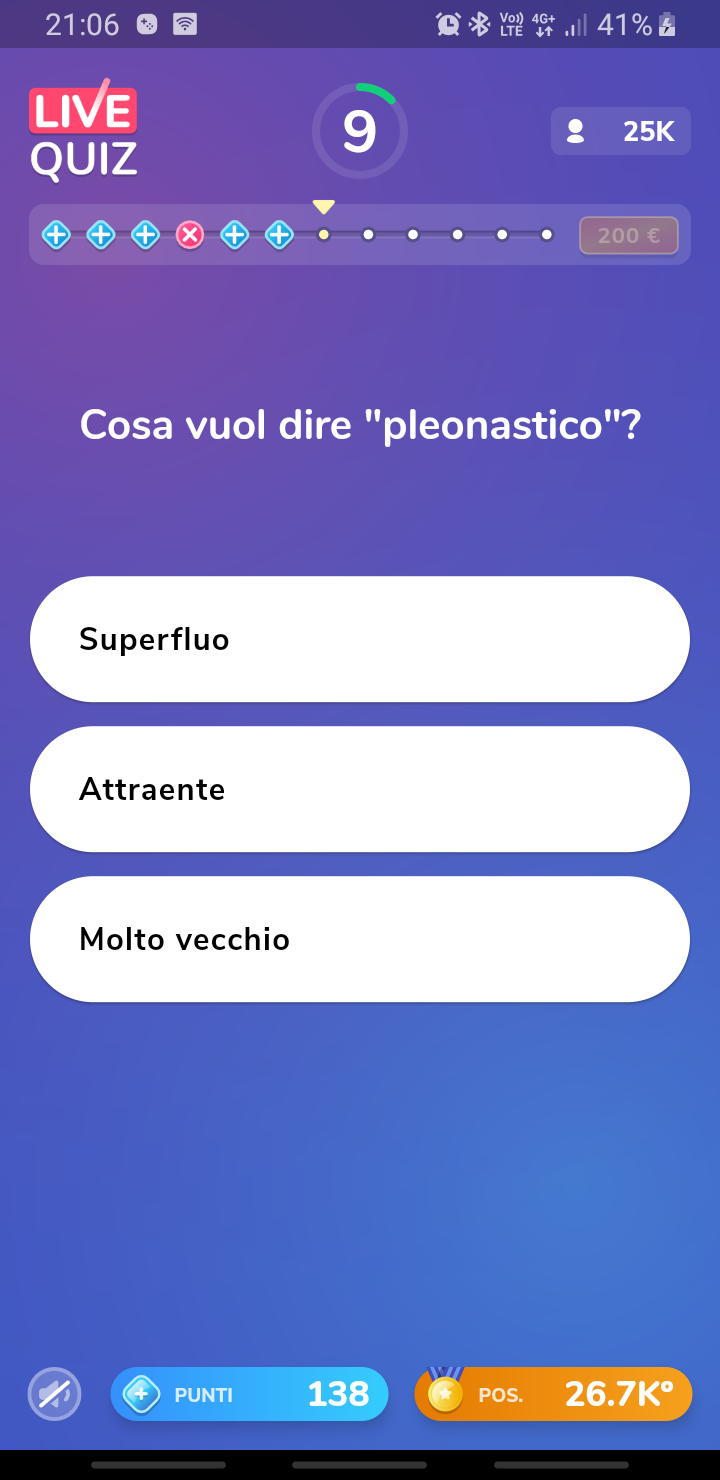 21:06
Vo)) LTE 4G+ 41%
LIVE
QUIZ
9
25K
200 €
Cosa vuol dire "pleonastico"?
Superfluo
Attraente
Molto vecchio
PUNTI 138
POS. 26.7K°